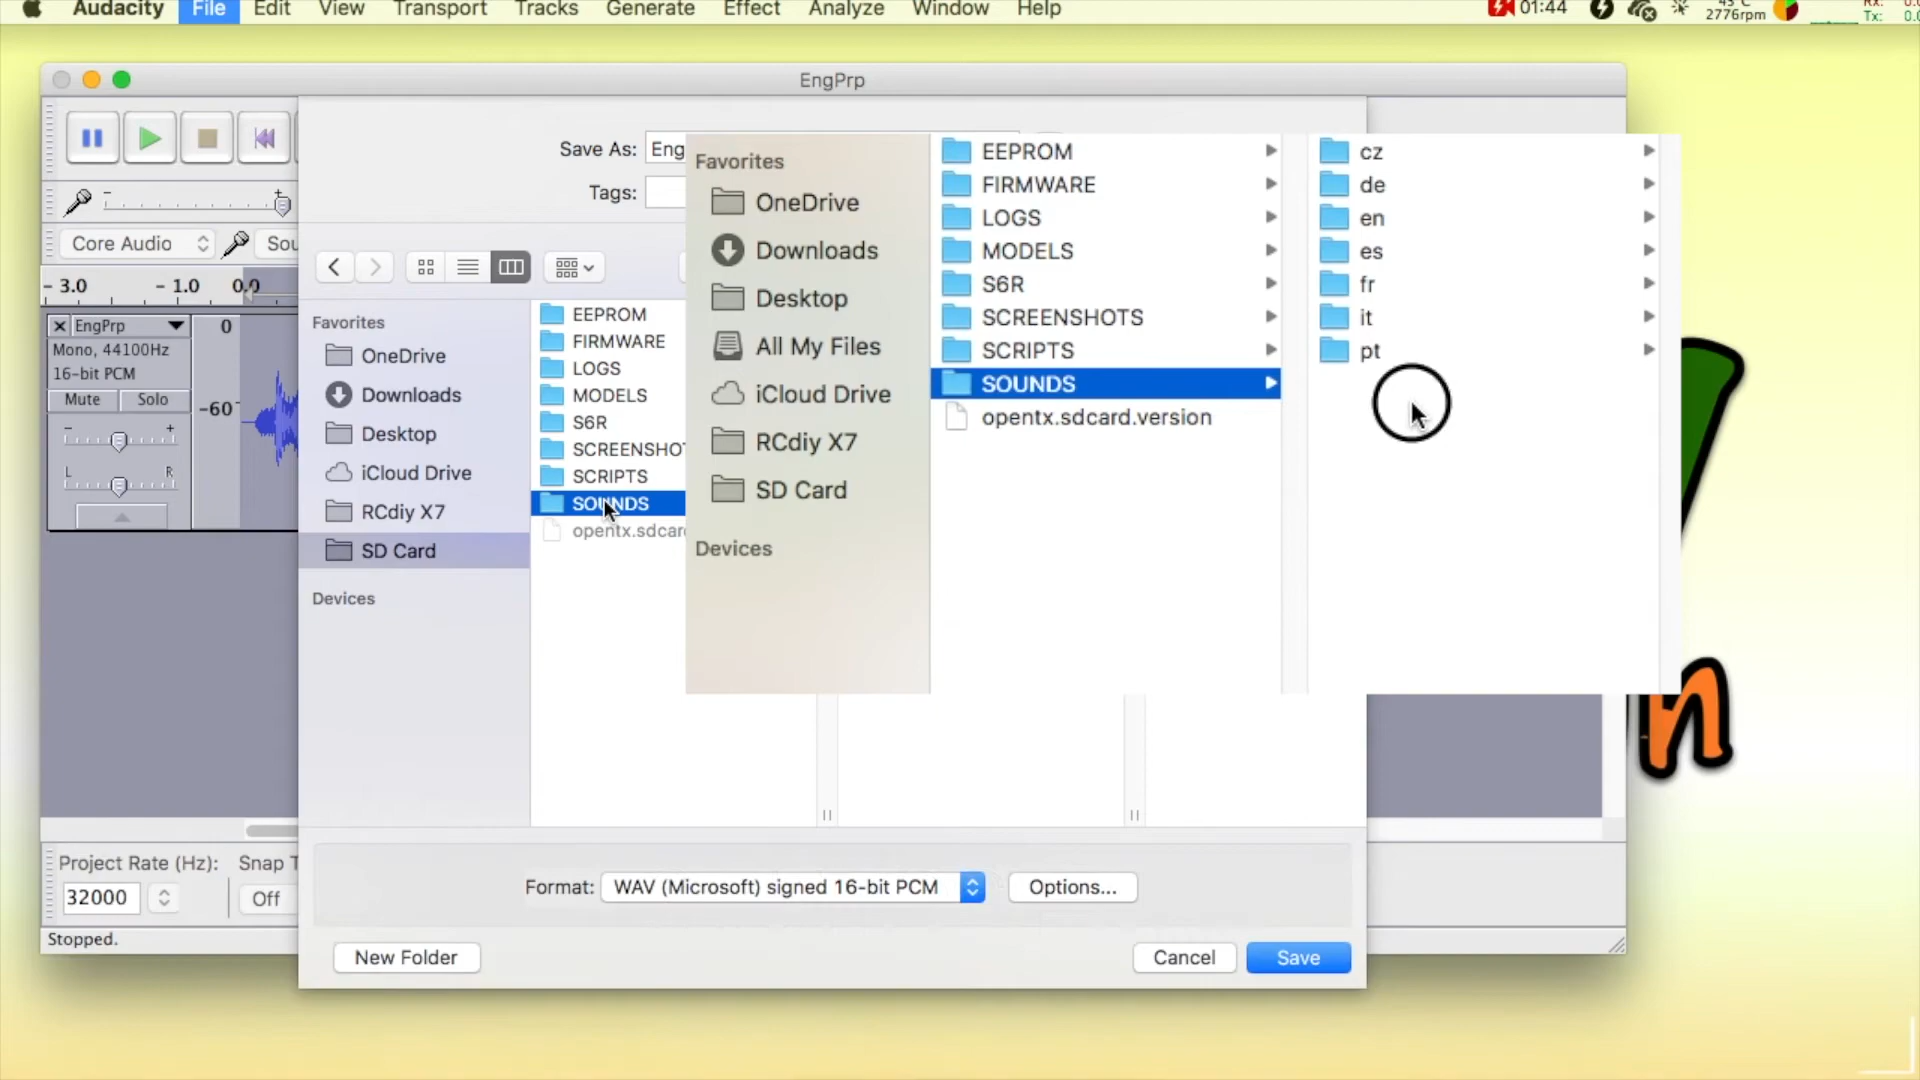 Audacity File Edit View Transport Tracks Generate Effect Analyze Window Help 01:44 2776rpm Tx:
EngPrp
Save As: Eng
Tags:
Favorites
OneDrive
Downloads
Desktop
All My Files
iCloud Drive
RCdiy X7
SD Card
Devices
EEPROM
FIRMWARE
LOGS
MODELS
S6R
SCREENSHOTS
SCRIPTS
SOUNDS
opentx.sdcard.version
cz
de
en
es
fr
it
pt
Core Audio
- 3.0 - 1.0 0.0
EngPrp
Mono, 44100Hz
16-bit PCM
Mute Solo
- +
L R
0
-60
Favorites
OneDrive
Downloads
Desktop
iCloud Drive
RCdiy X7
SD Card
Devices
EEPROM
FIRMWARE
LOGS
MODELS
S6R
SCREENSHO
SCRIPTS
SOUNDS
opentx.sdcar
n
Project Rate (Hz): Snap T
32000 Off
Stopped.
Format: WAV (Microsoft) signed 16-bit PCM Options...
New Folder Cancel Save